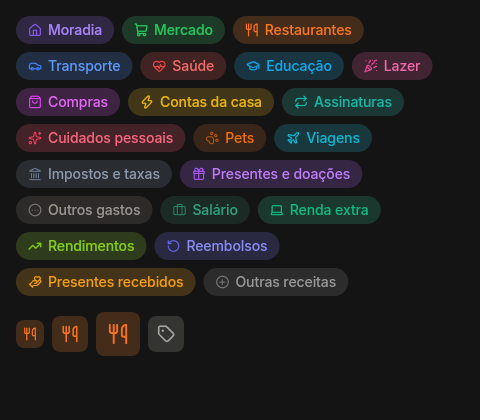 Moradia Mercado Restaurantes
Transporte Saúde Educação Lazer
Compras Contas da casa Assinaturas
Cuidados pessoais Pets Viagens
Impostos e taxas Presentes e doações
Outros gastos Salário Renda extra
Rendimentos Reembolsos
Presentes recebidos Outras receitas